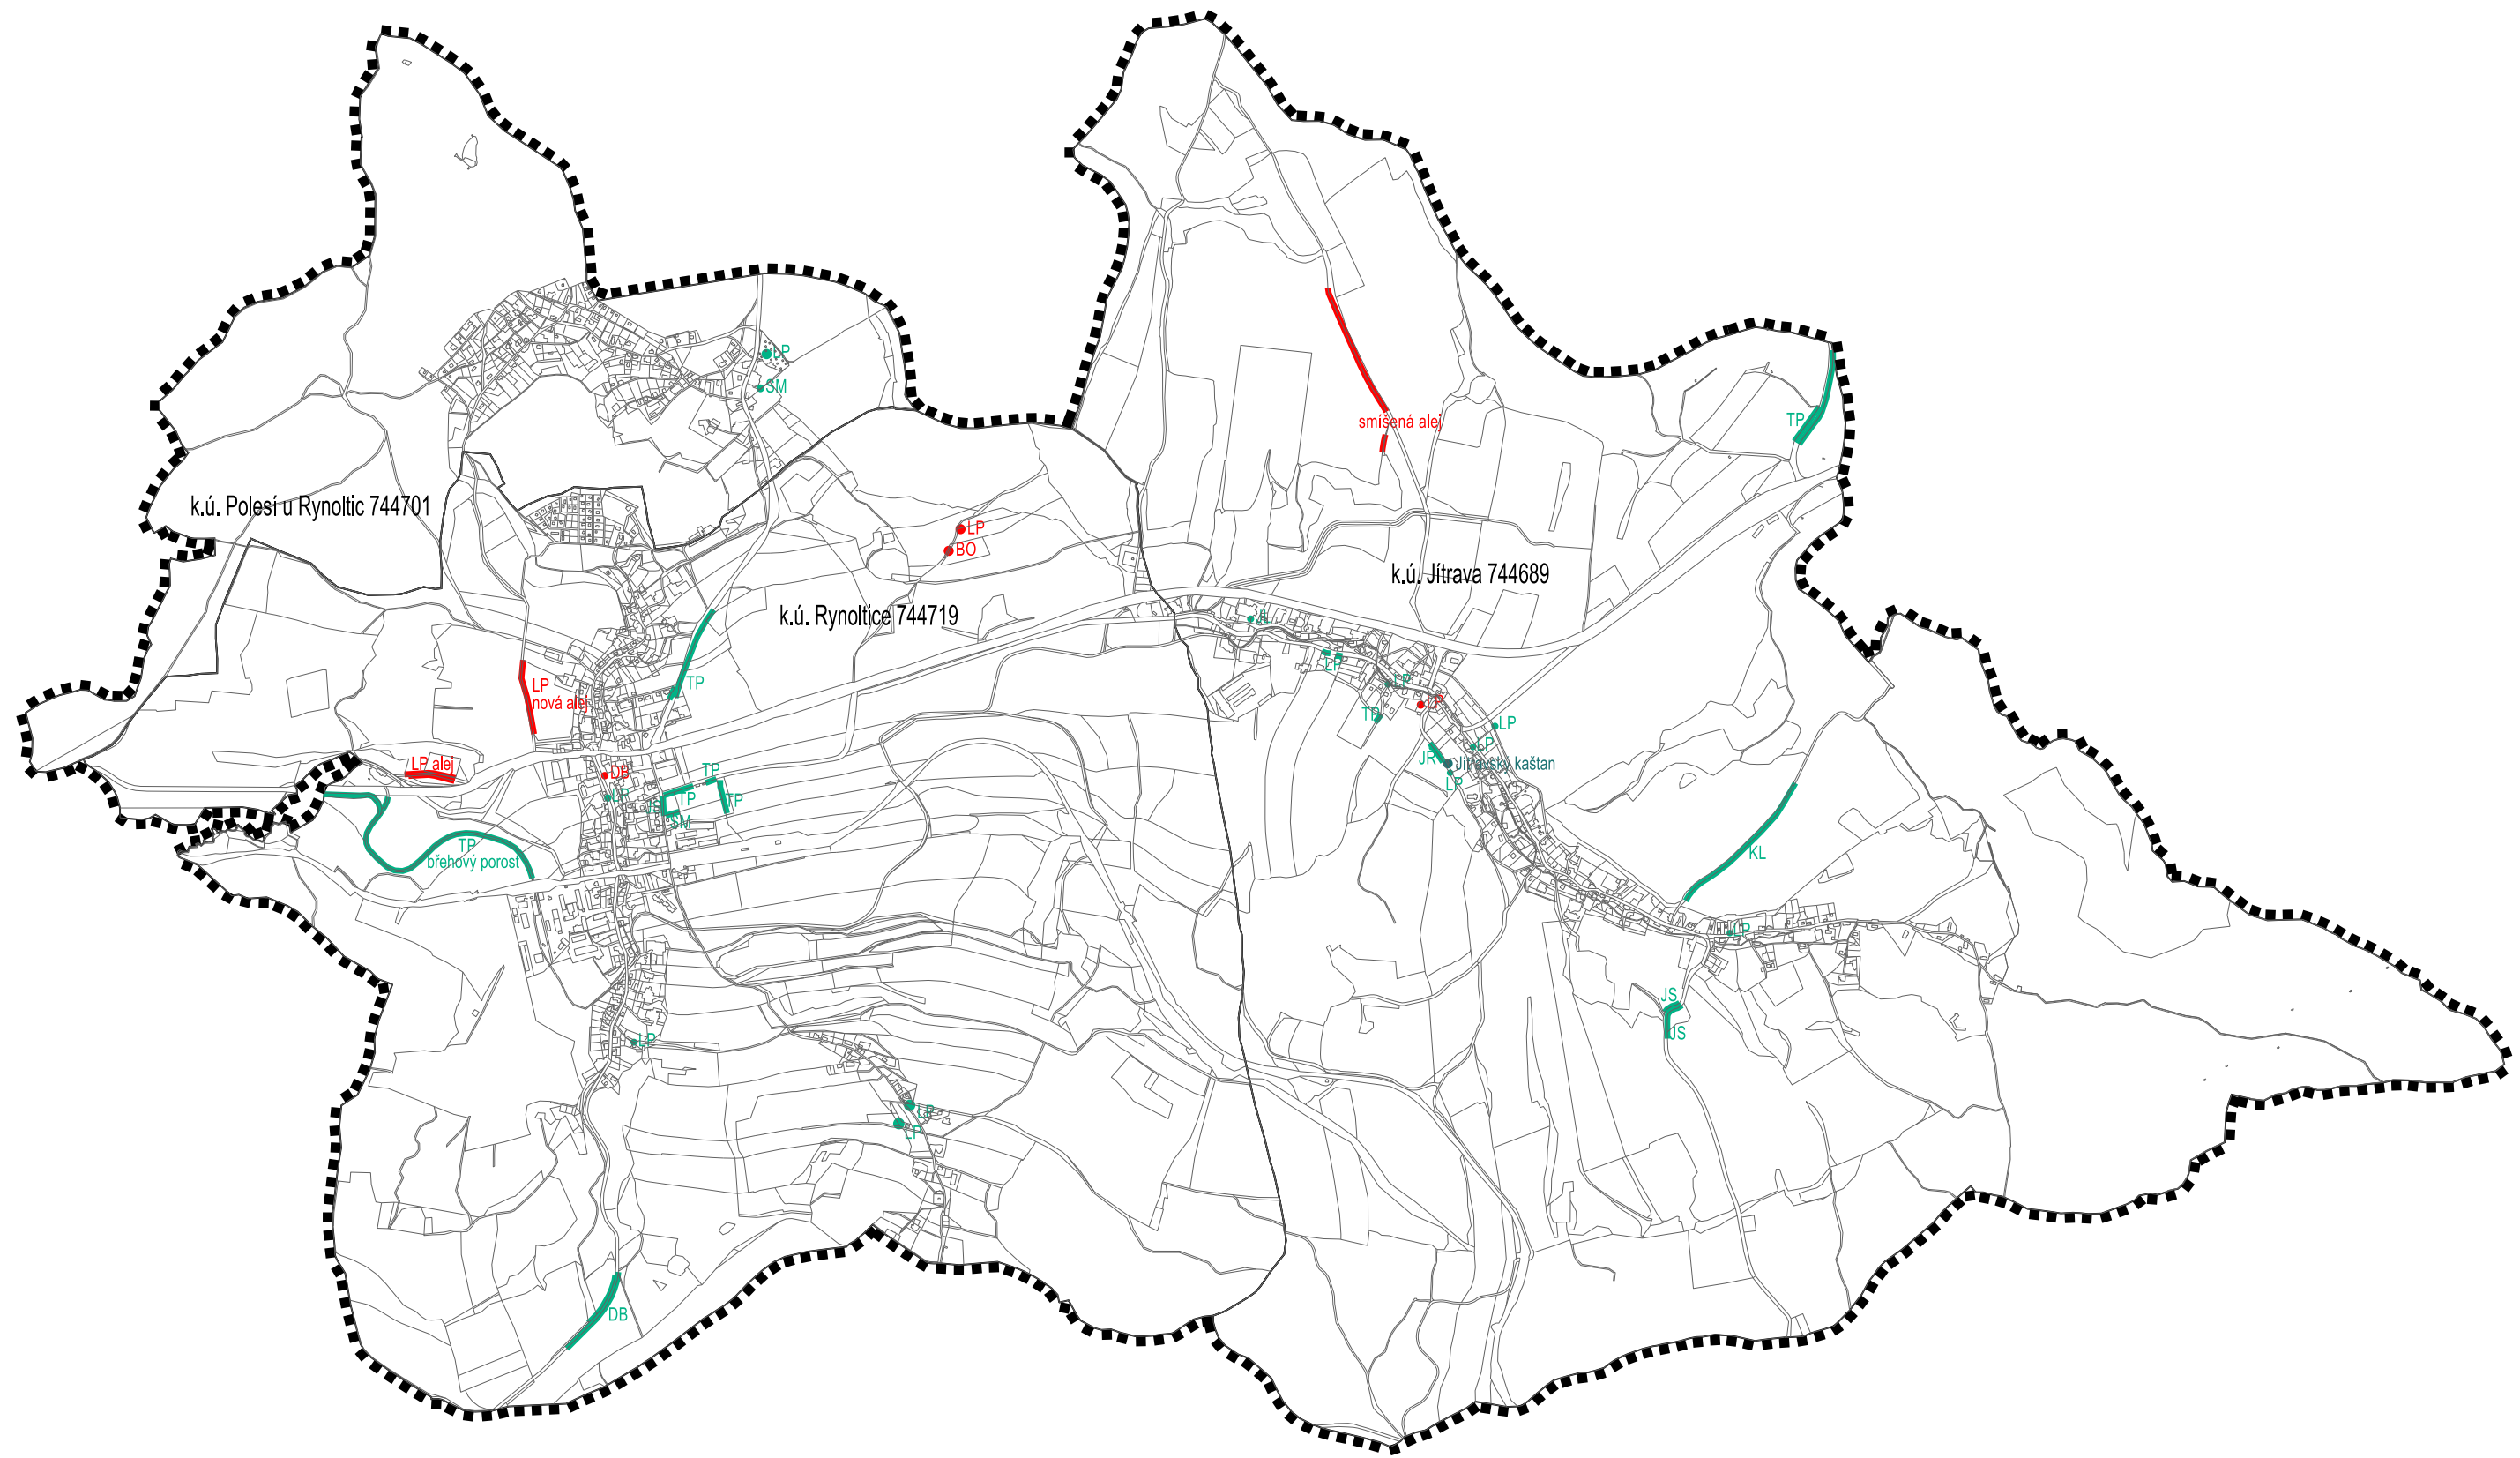 LP
SM
smíšená alej
TP
k.ú. Polesí u Rynoltic 744701
LP
BO
k.ú. Jítrava 744689
k.ú. Rynoltice 744719
JL
LP
LP
TP
LP
nová alej
LP
TP
LP
LP
JR
Jítravský kaštan
LP
LP alej
DB
TP
LP
TP
TP
JS
SM
TP
břehový porost
KL
LP
JS
JS
LP
LP
LP
DB